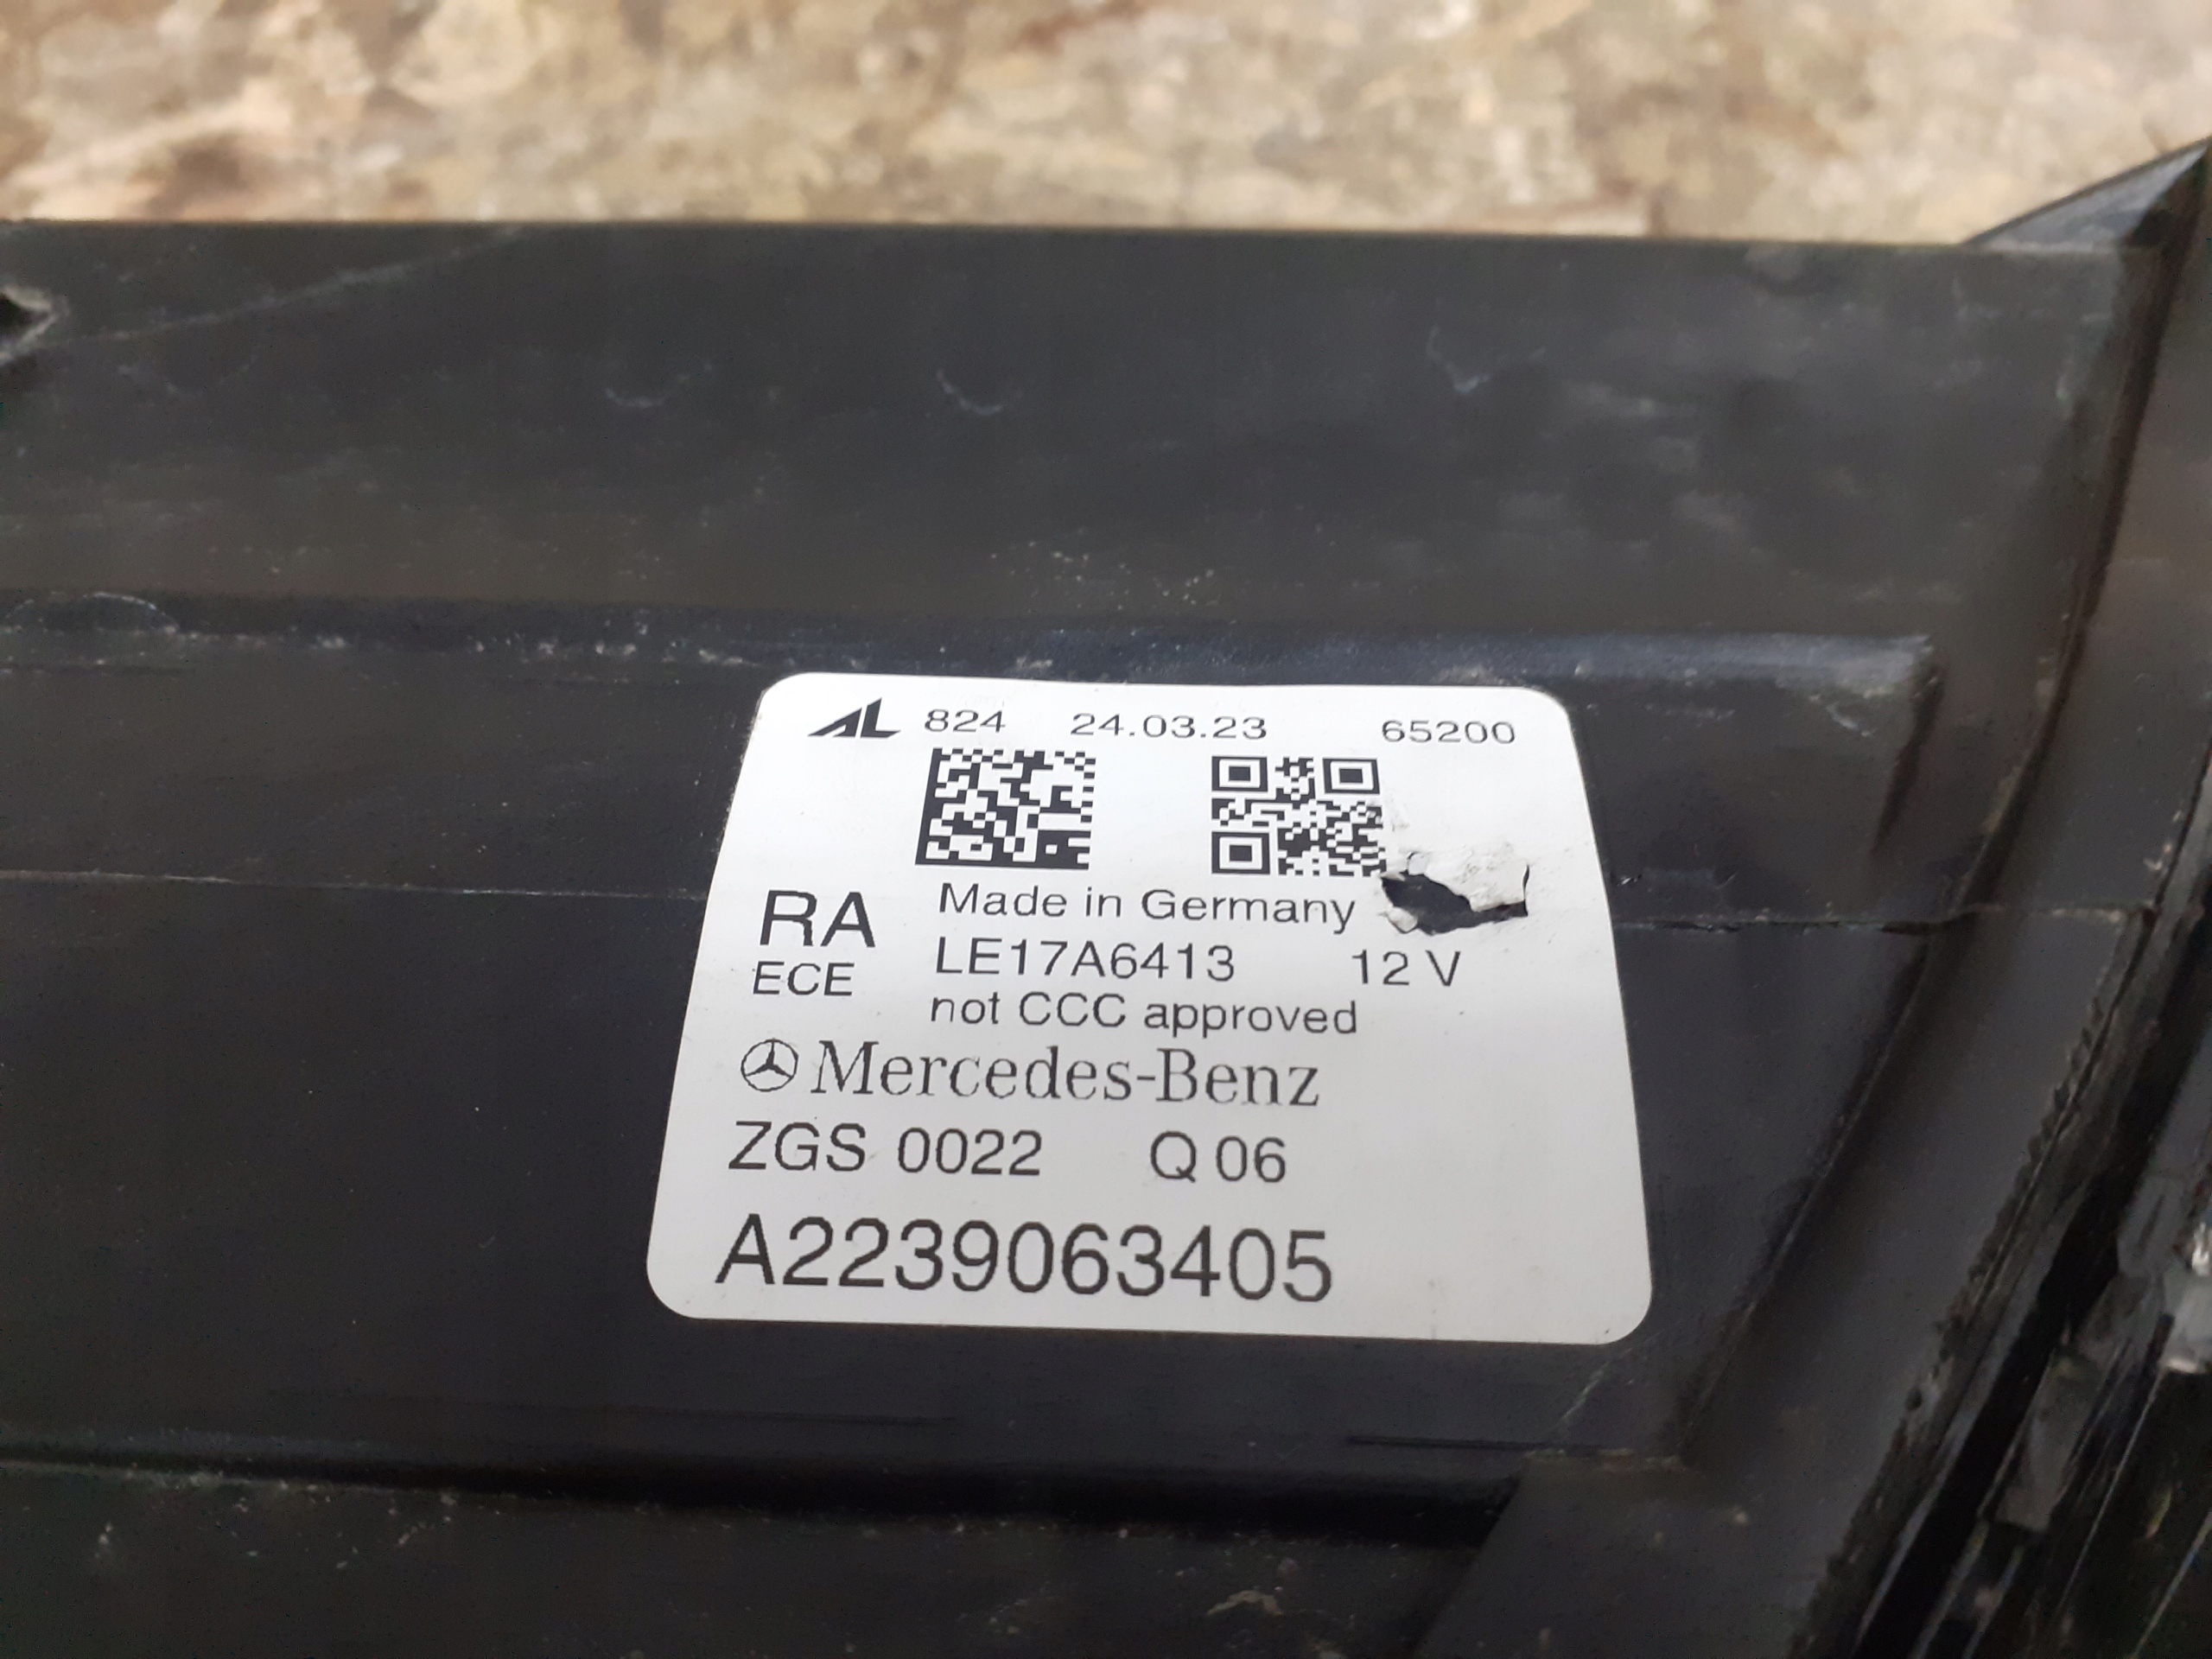 AL 824 24.03.23 65200
Made in Germany
RA LE17A6413 12 V
ECE not CCC approved
Mercedes-Benz
ZGS 0022 Q 06
A2239063405